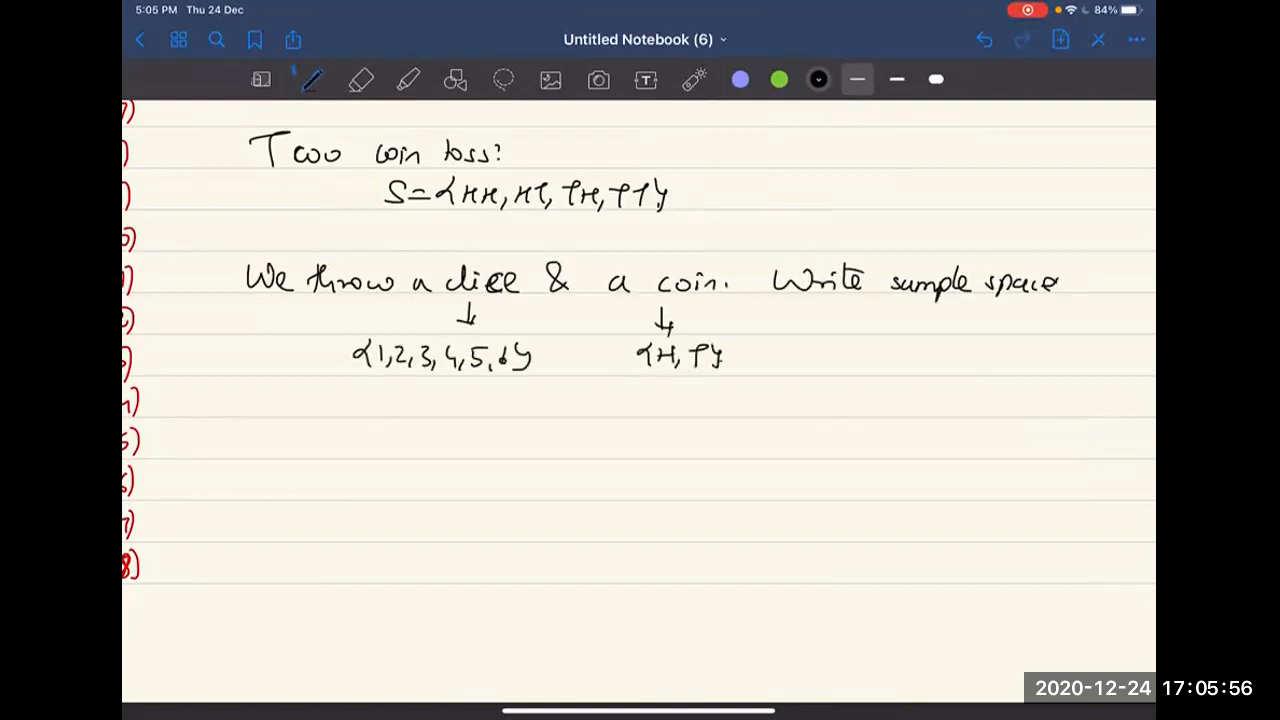 5:05 PM Thu 24 Dec 84%
Untitled Notebook (6)
T
Two coin toss:
S={HH, HT, TH, TT}
We throw a dice & a coin. Write sample space
{1,2,3,4,5,6} {H, T}
2020-12-24 17:05:56